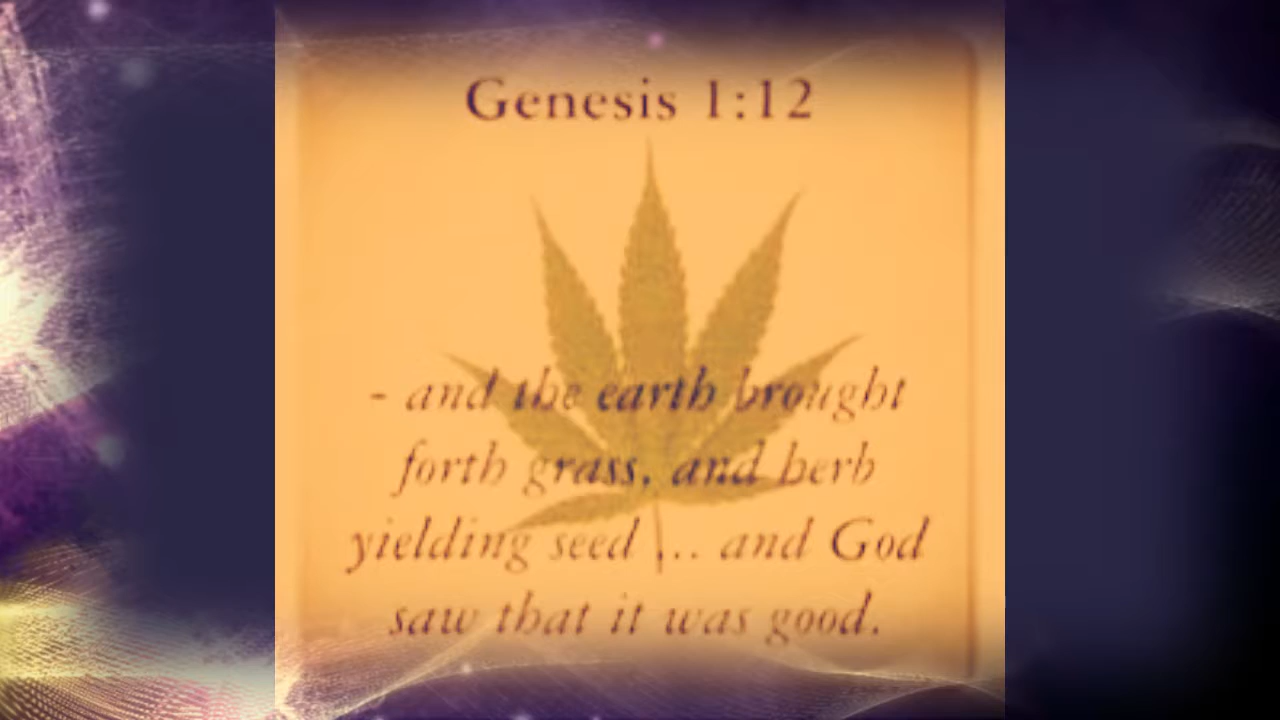 Genesis 1:12
- and the earth brought
forth grass, and herb
yielding seed ... and God
saw that it was good.